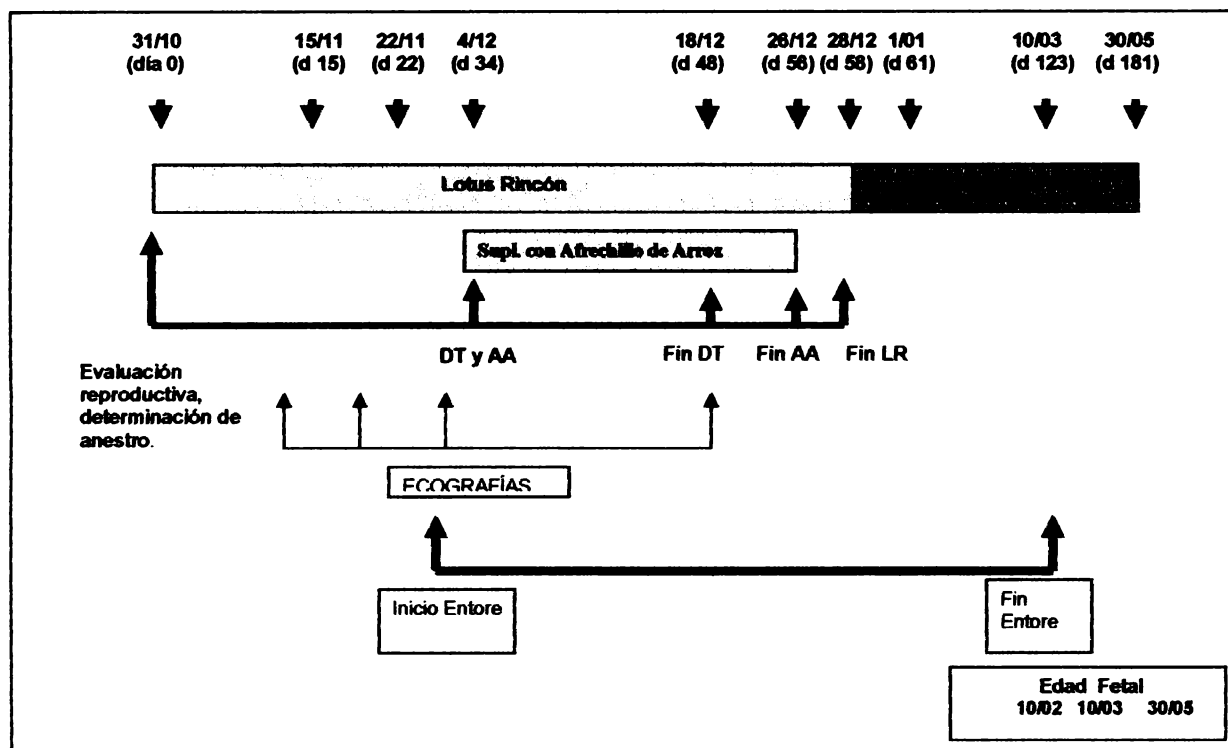 31/10 15/11 22/11 4/12 18/12 26/12 28/12 1/01 10/03 30/05
(día 0) (d 15) (d 22) (d 34) (d 48) (d 56) (d 58) (d 61) (d 123) (d 181)
Lotus Rincón
Supl. con Afrechillo de Arroz
DT y AA Fin DT Fin AA Fin LR
Evaluación
reproductiva,
determinación de
anestro.
ECOGRAFÍAS
Inicio Entore
Fin
Entore
Edad Fetal
10/02 10/03 30/05